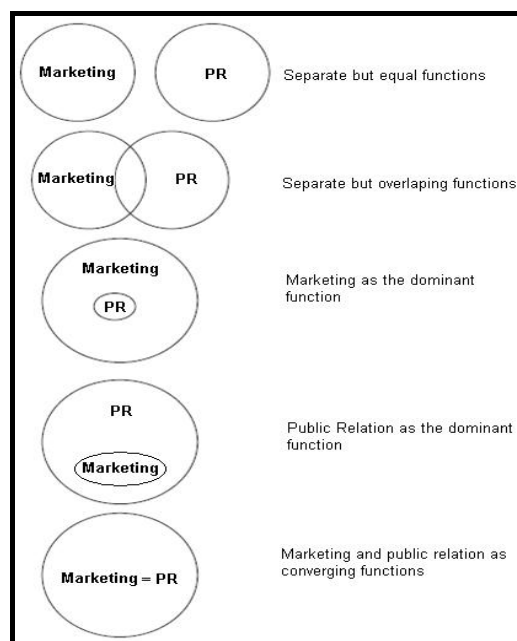 Marketing
PR
Separate but equal functions
Marketing
PR
Separate but overlaping functions
Marketing
PR
Marketing as the dominant
function
PR
Marketing
Public Relation as the dominant
function
Marketing = PR
Marketing and public relation as
converging functions